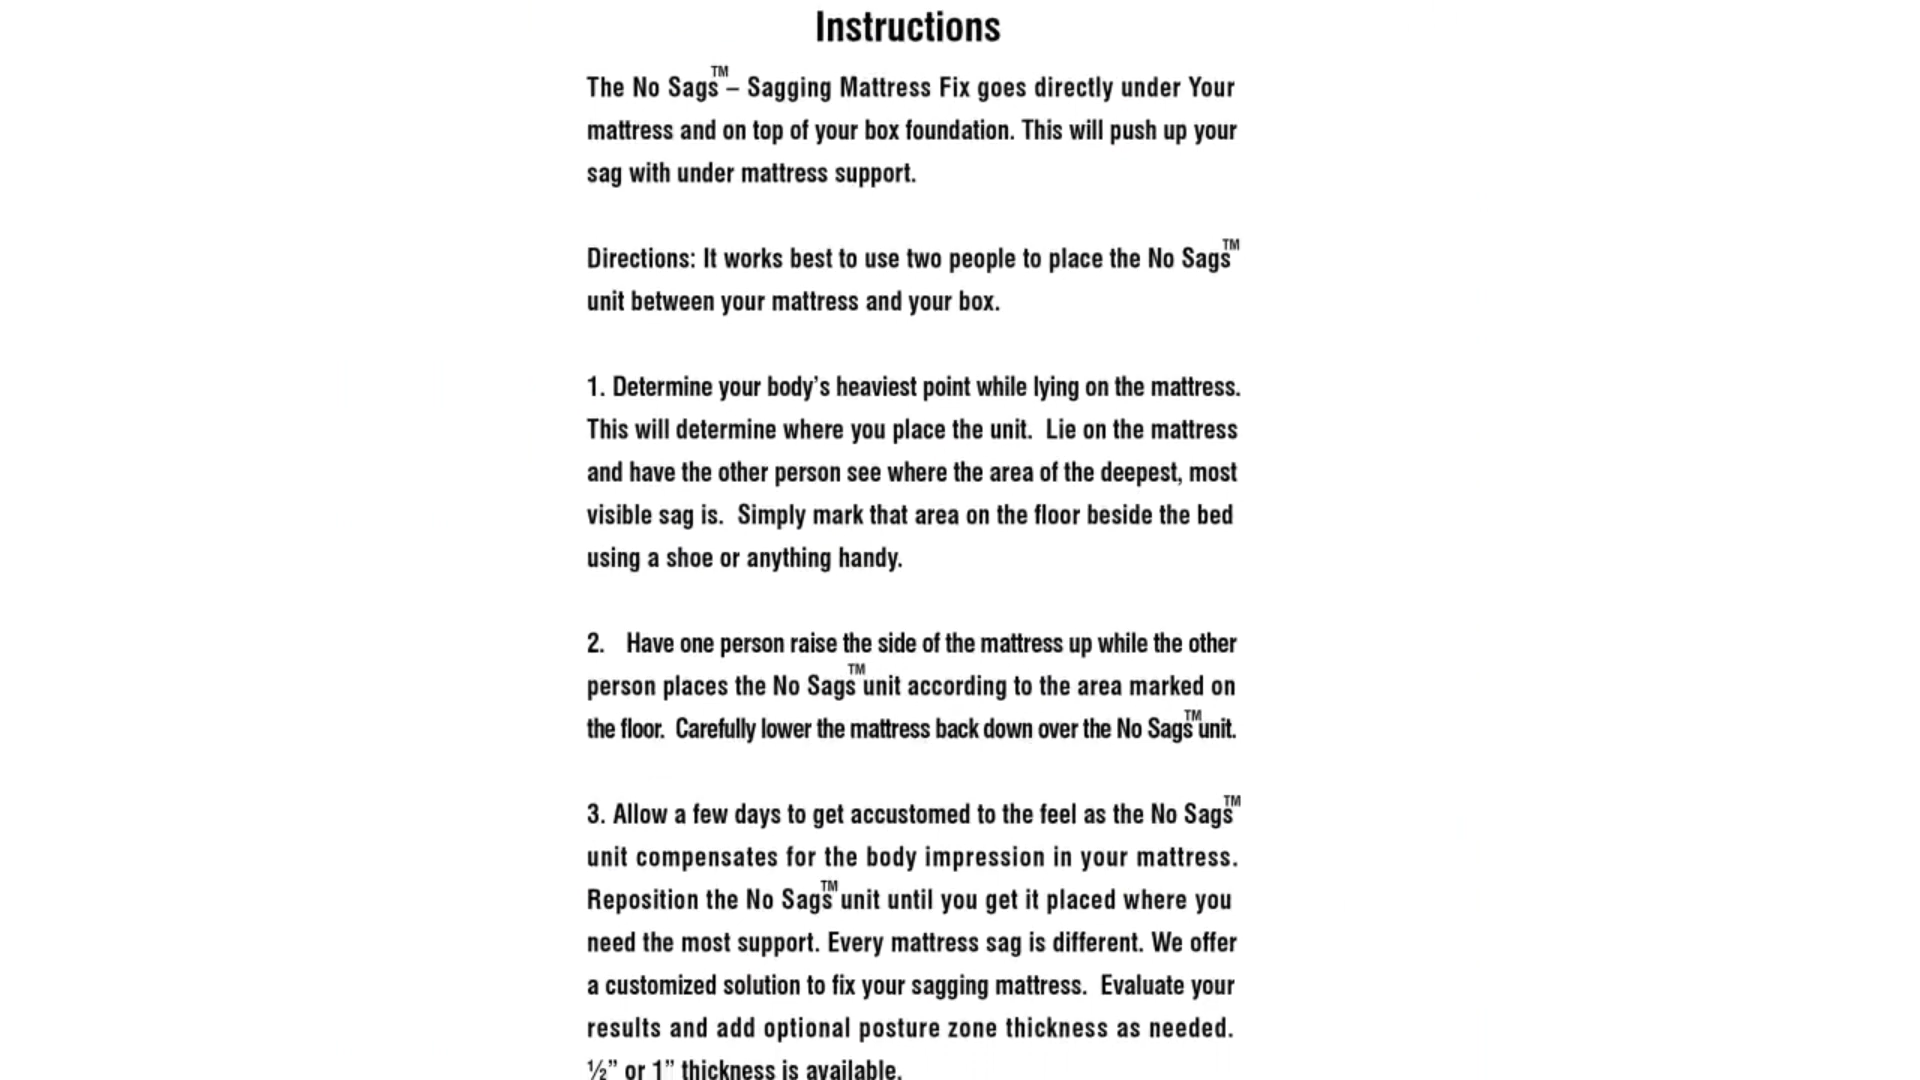 Instructions
The No Sags™ – Sagging Mattress Fix goes directly under Your
mattress and on top of your box foundation. This will push up your
sag with under mattress support.
Directions: It works best to use two people to place the No Sags™
unit between your mattress and your box.
1. Determine your body’s heaviest point while lying on the mattress.
This will determine where you place the unit. Lie on the mattress
and have the other person see where the area of the deepest, most
visible sag is. Simply mark that area on the floor beside the bed
using a shoe or anything handy.
2. Have one person raise the side of the mattress up while the other
person places the No Sags™ unit according to the area marked on
the floor. Carefully lower the mattress back down over the No Sags™ unit.
3. Allow a few days to get accustomed to the feel as the No Sags™
unit compensates for the body impression in your mattress.
Reposition the No Sags™ unit until you get it placed where you
need the most support. Every mattress sag is different. We offer
a customized solution to fix your sagging mattress. Evaluate your
results and add optional posture zone thickness as needed.
½” or 1” thickness is available.